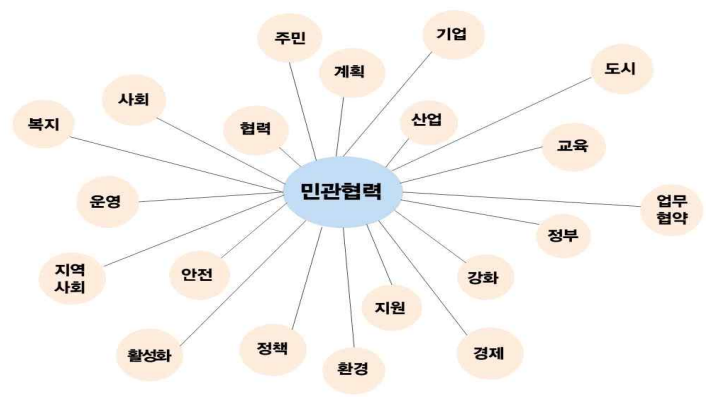 주민
기업
계획
도시
사회
복지
협력
산업
교육
민관협력
운영
업무
협약
정부
지역
사회
안전
강화
지원
활성화
정책
환경
경제